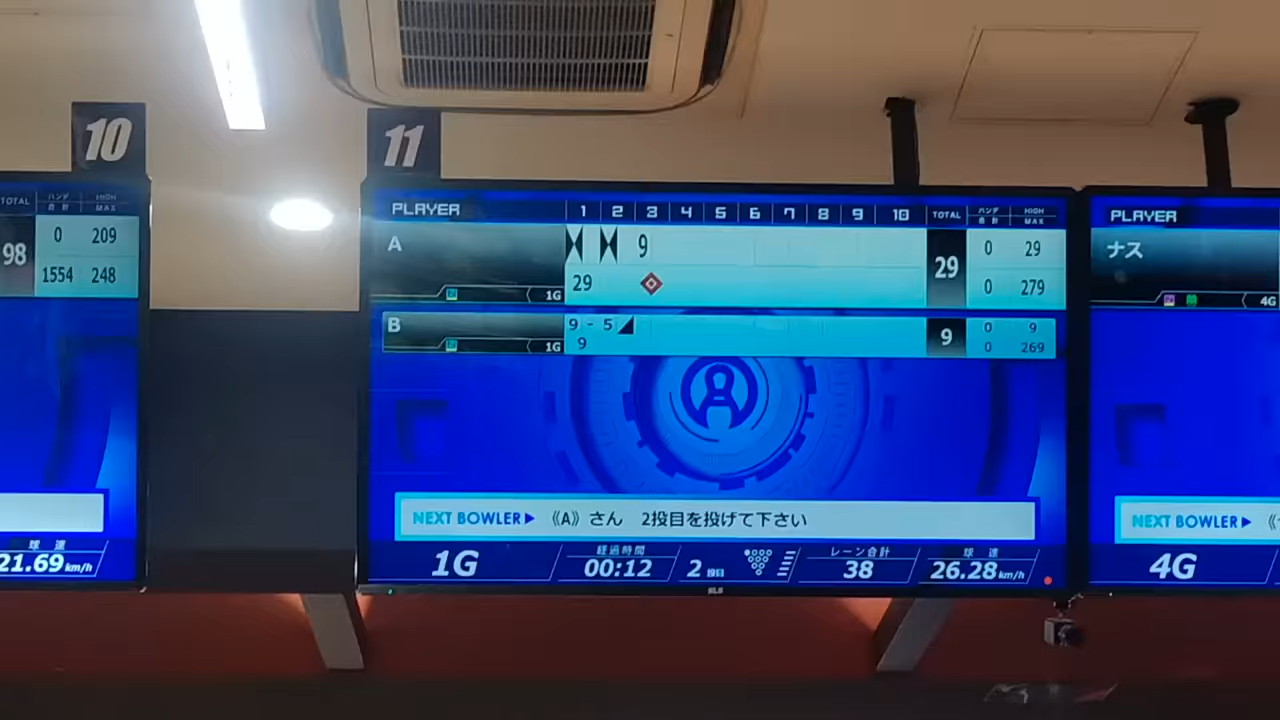 10
11
TOTAL ハンデ HIGH
合計 MAX
98 0 209
1554 248
球速
21.69 km/h
PLAYER 1 2 3 4 5 6 7 8 9 10 TOTAL ハンデ HIGH
合計 MAX
A 9 29 0 29
1G 29 0 279
B 9 - 5 9 0 9
1G 9 0 269
NEXT BOWLER▶ 《A》さん 2投目を投げて下さい
1G 経過時間 00:12 2投目 レーン合計 38 球速 26.28 km/h
PLAYER
ナス
4G
NEXT BOWLER▶ 《
4G